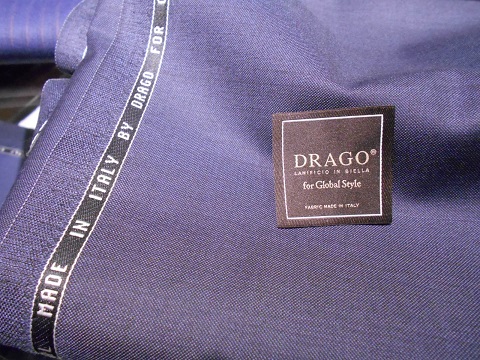 MADE IN ITALY BY DRAGO FOR
DRAGO®
LANIFICIO IN BIELLA
for Global Style
FABRIC MADE IN ITALY